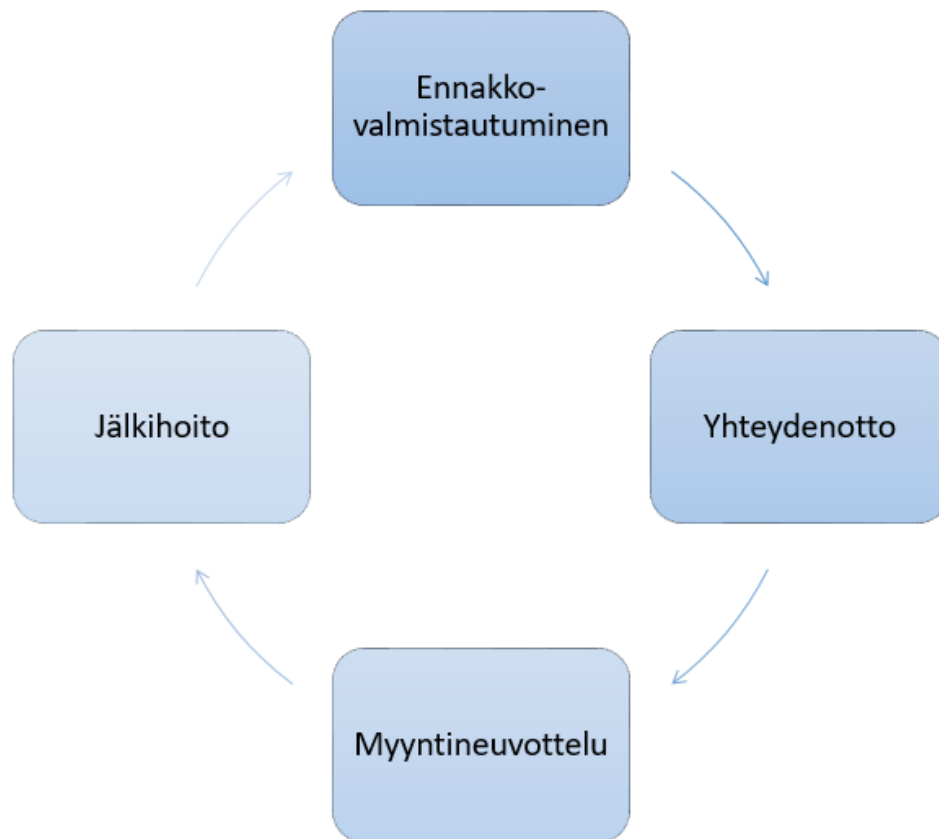 Ennakko-
valmistautuminen
Yhteydenotto
Myyntineuvottelu
Jälkihoito